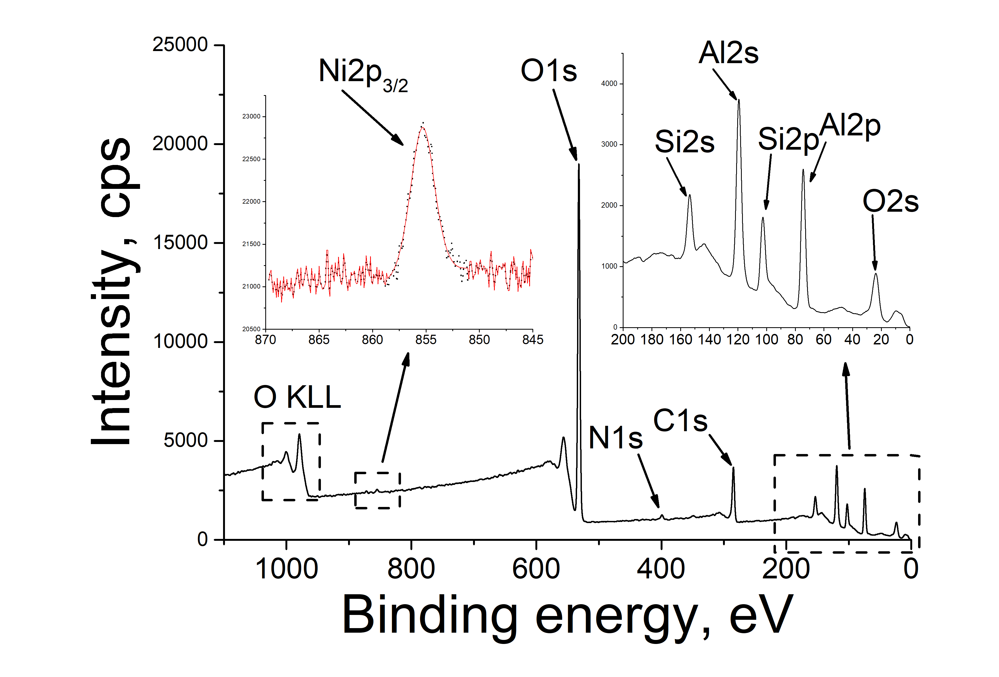 25000
20000
15000
10000
5000
0
Intensity, cps
Ni2p3/2
O1s
23000
22500
22000
21500
21000
20500
870 865 860 855 850 845
Al2s
Si2s
Si2p
Al2p
O2s
4000
3000
2000
1000
0
200 180 160 140 120 100 80 60 40 20 0
O KLL
N1s
C1s
1000 800 600 400 200 0
Binding energy, eV